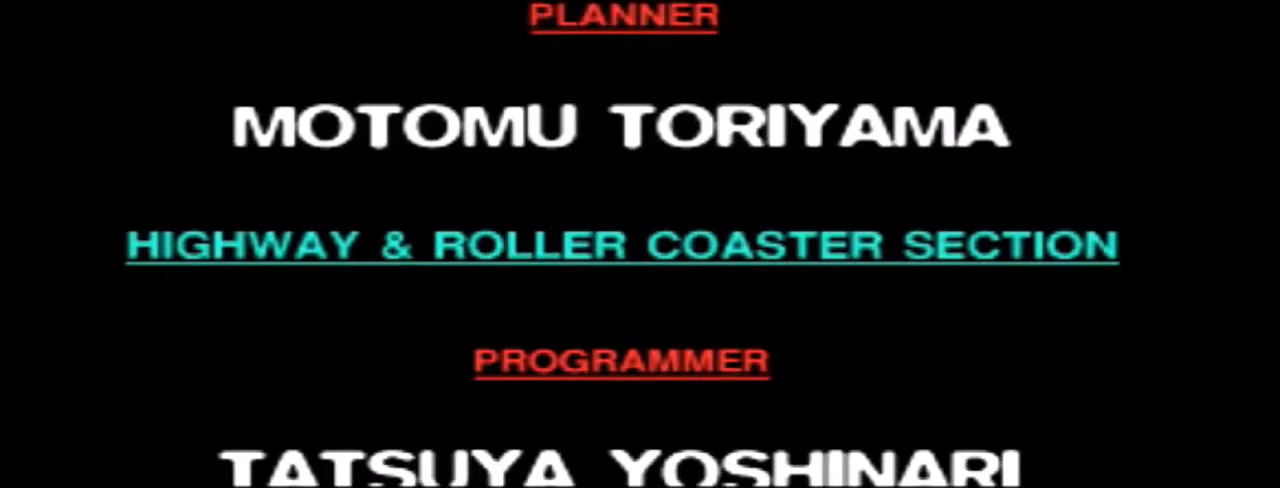 PLANNER
MOTOMU TORIYAMA
HIGHWAY & ROLLER COASTER SECTION
PROGRAMMER
TATSUYA YOSHINARI